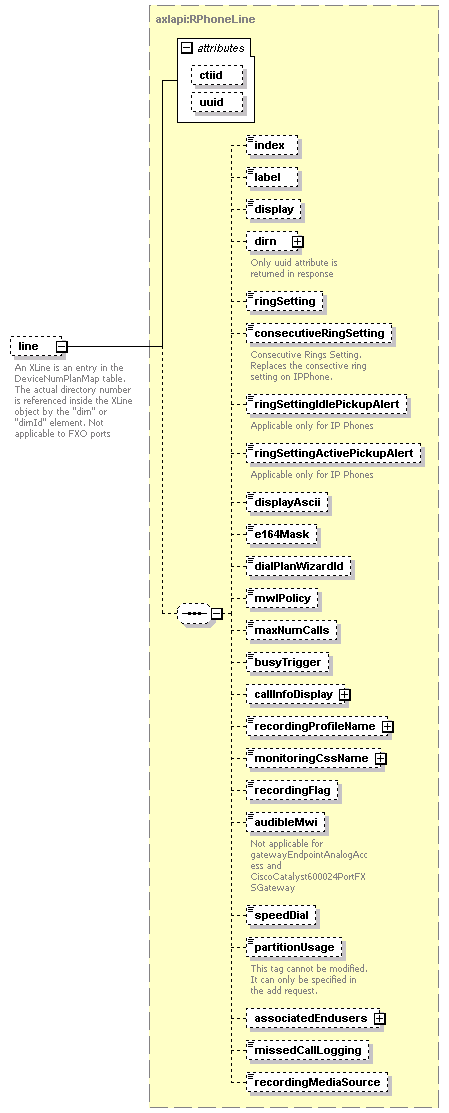 axlapi:RPhoneLine
attributes
ctiid
uuid
index
label
display
dirn
Only uuid attribute is
returned in response
ringSetting
line
An XLine is an entry in the
DeviceNumPlanMap table.
The actual directory number
is referenced inside the XLine
object by the "dirn" or
"dirnId" element. Not
applicable to FXO ports
consecutiveRingSetting
Consecutive Rings Setting.
Replaces the consective ring
setting on IPPhone.
ringSettingIdlePickupAlert
Applicable only for IP Phones
ringSettingActivePickupAlert
Applicable only for IP Phones
displayAscii
e164Mask
dialPlanWizardId
mwlPolicy
maxNumCalls
busyTrigger
callInfoDisplay
recordingProfileName
monitoringCssName
recordingFlag
audibleMwi
Not applicable for
gatewayEndpointAnalogAcc
ess and
CiscoCatalyst600024PortFX
SGateway
speedDial
partitionUsage
This tag cannot be modified.
It can only be specified in
the add request.
associatedEndusers
missedCallLogging
recordingMediaSource